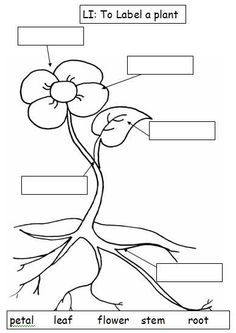 LI: To Label a plant
petal leaf flower stem root